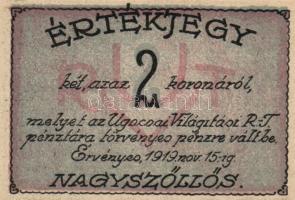 ÉRTÉKJEGY
két, azaz 2 koronáról,
melyet az Ugocsai Világítási R.-T
pénztára törvényes pénzre vált be.
Érvényes, 1919. nov. 15-ig.
NAGYSZŐLLŐS.